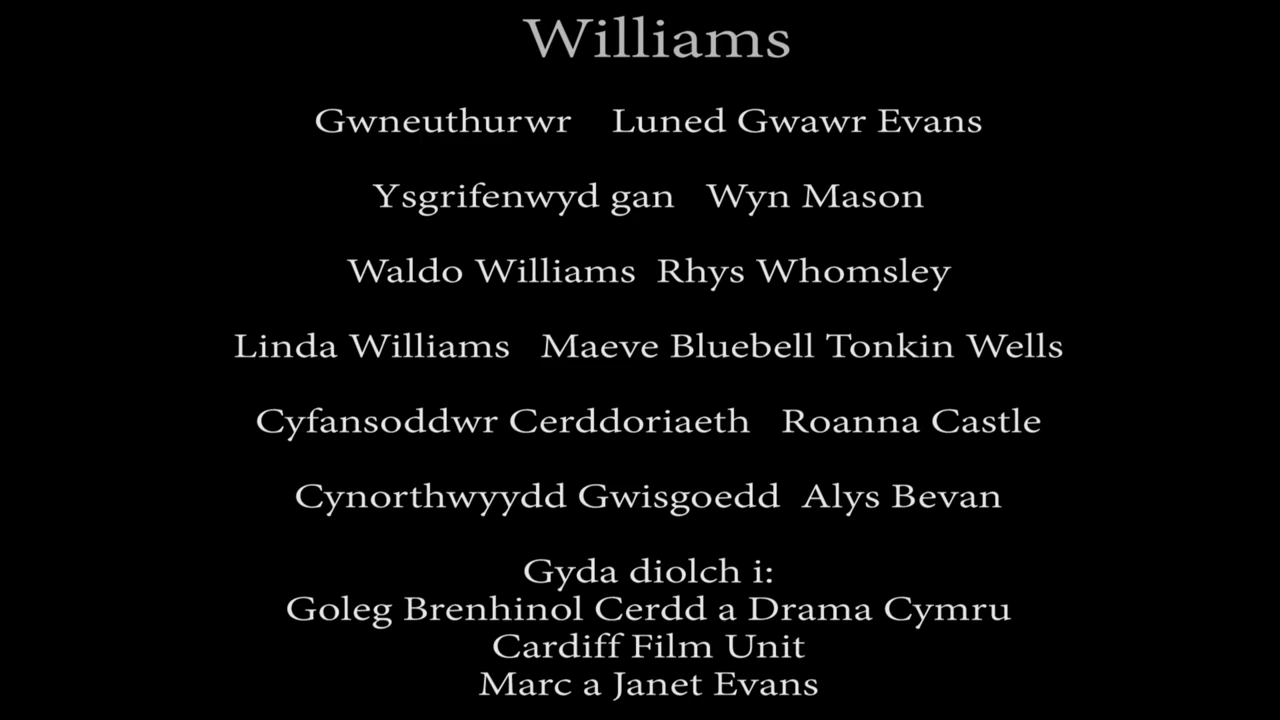 Williams
Gwneuthurwr Luned Gwawr Evans
Ysgrifenwyd gan Wyn Mason
Waldo Williams Rhys Whomsley
Linda Williams Maeve Bluebell Tonkin Wells
Cyfansoddwr Cerddoriaeth Roanna Castle
Cynorthwyydd Gwisgoedd Alys Bevan
Gyda diolch i:
Goleg Brenhinol Cerdd a Drama Cymru
Cardiff Film Unit
Marc a Janet Evans